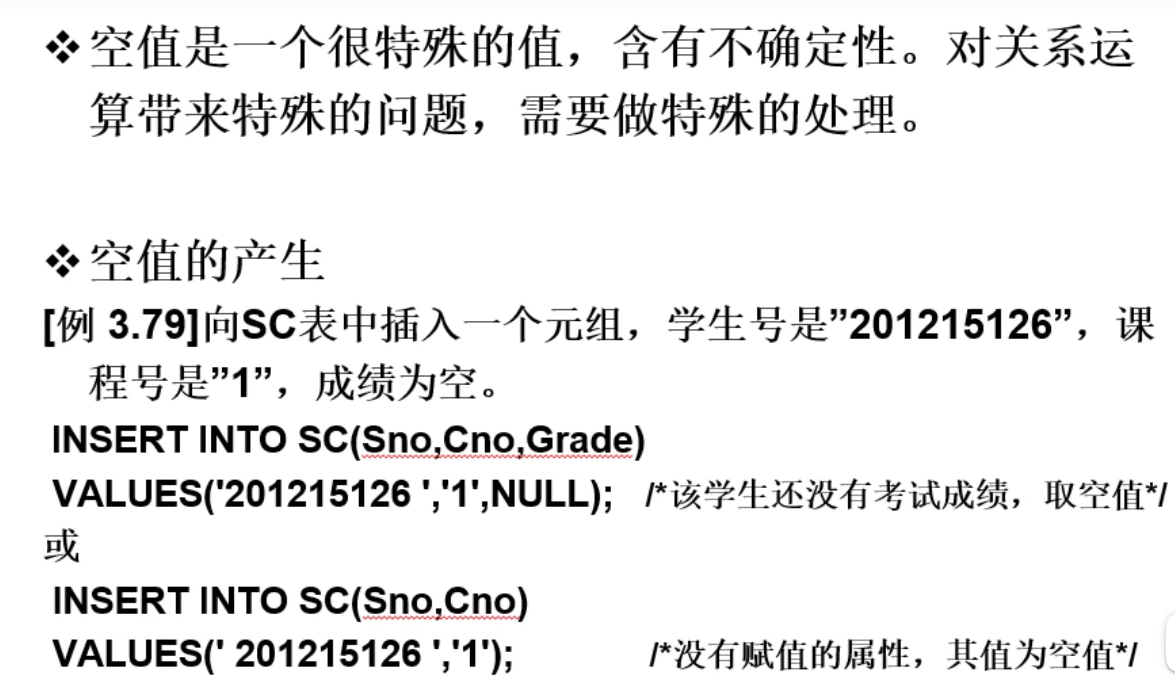 ❖空值是一个很特殊的值，含有不确定性。对关系运
算带来特殊的问题，需要做特殊的处理。
❖空值的产生
[例 3.79]向SC表中插入一个元组，学生号是”201215126”，课
程号是”1”，成绩为空。
INSERT INTO SC(Sno,Cno,Grade)
VALUES('201215126 ','1',NULL); /*该学生还没有考试成绩，取空值*/
或
INSERT INTO SC(Sno,Cno)
VALUES(' 201215126 ','1'); /*没有赋值的属性，其值为空值*/